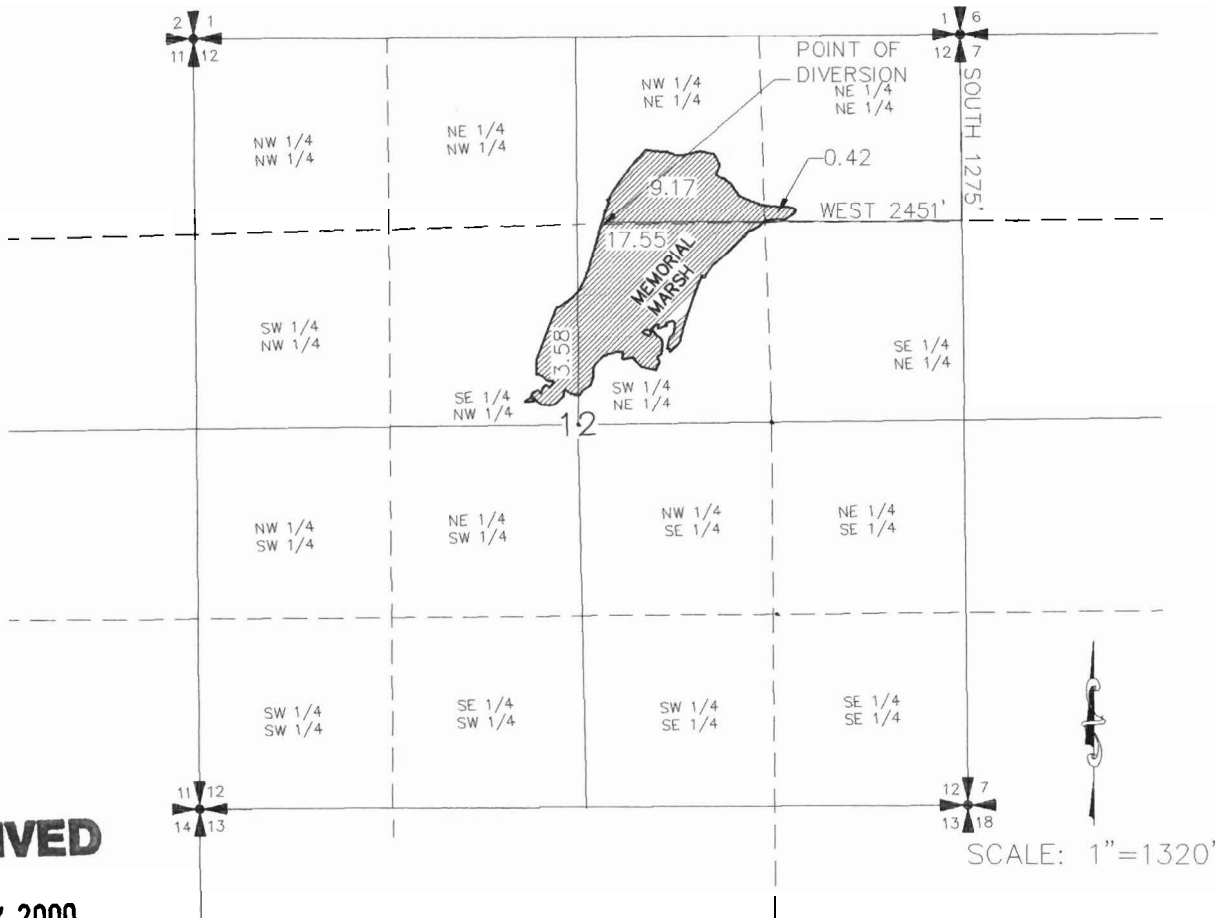 2 1
11 12
1 6
12 7
POINT OF
DIVERSION
NW 1/4
NE 1/4
NE 1/4
NE 1/4
SOUTH 1275'
NE 1/4
NW 1/4
NW 1/4
NW 1/4
0.42
9.17
WEST 2451'
17.55
MEMORIAL
MARSH
SW 1/4
NW 1/4
3.58
SE 1/4
NE 1/4
SE 1/4
NW 1/4
SW 1/4
NE 1/4
12
NW 1/4
SW 1/4
NE 1/4
SW 1/4
NW 1/4
SE 1/4
NE 1/4
SE 1/4
SW 1/4
SW 1/4
SE 1/4
SW 1/4
SW 1/4
SE 1/4
SE 1/4
SE 1/4
11 12
14 13
12 7
13 18
IVED
SCALE: 1"=1320'
2000